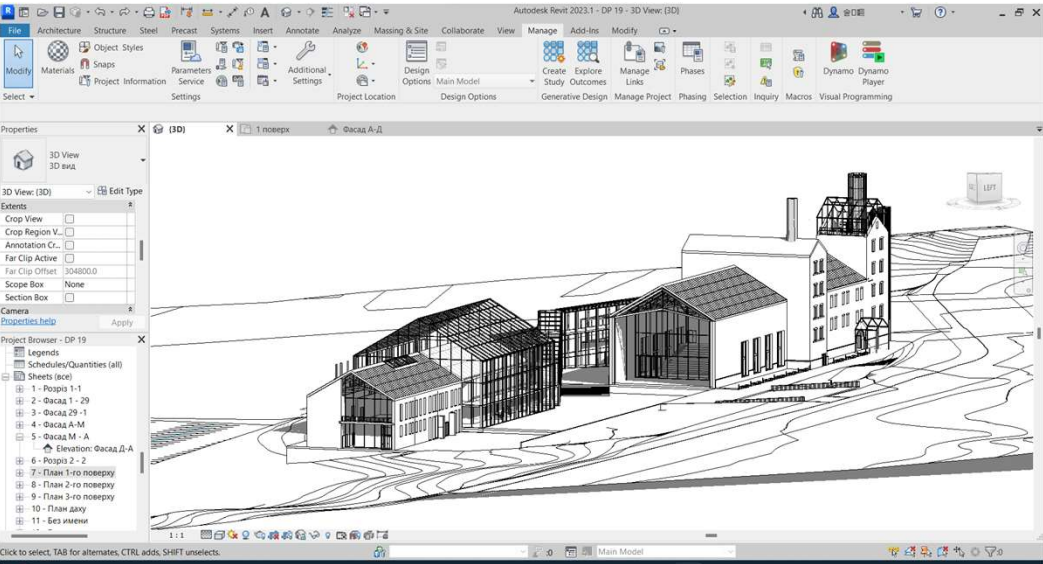 Autodesk Revit 2023.1 - DP 19 - 3D View: {3D}
File Architecture Structure Steel Precast Systems Insert Annotate Analyze Massing & Site Collaborate View Manage Add-Ins Modify
Modify
Materials
Object Styles
Snaps
Project Information
Parameters Service
Additional Settings
Design Options
Main Model
Create Study
Explore Outcomes
Manage Links
Phases
Dynamo
Dynamo Player
Select
Settings
Project Location
Design Options
Generative Design
Manage Project
Phasing
Selection
Inquiry
Macros
Visual Programming
Properties
{3D}
1 поверх
Фасад А-Д
3D View
3D вид
3D View: {3D}
Edit Type
Extents
Crop View
Crop Region V...
Annotation Cr...
Far Clip Active
Far Clip Offset 304800.0
Scope Box None
Section Box
Camera
Properties help
Apply
LEFT
Project Browser - DP 19
Legends
Schedules/Quantities (all)
Sheets (все)
1 - Розріз 1-1
2 - Фасад 1 - 29
3 - Фасад 29 -1
4 - Фасад А-М
5 - Фасад М - А
Elevation: Фасад Д-А
6 - Розріз 2 - 2
7 - План 1-го поверху
8 - План 2-го поверху
9 - План 3-го поверху
10 - План даху
11 - Без имени
1 : 1
Click to select, TAB for alternates, CTRL adds, SHIFT unselects.
:0
Main Model
:0